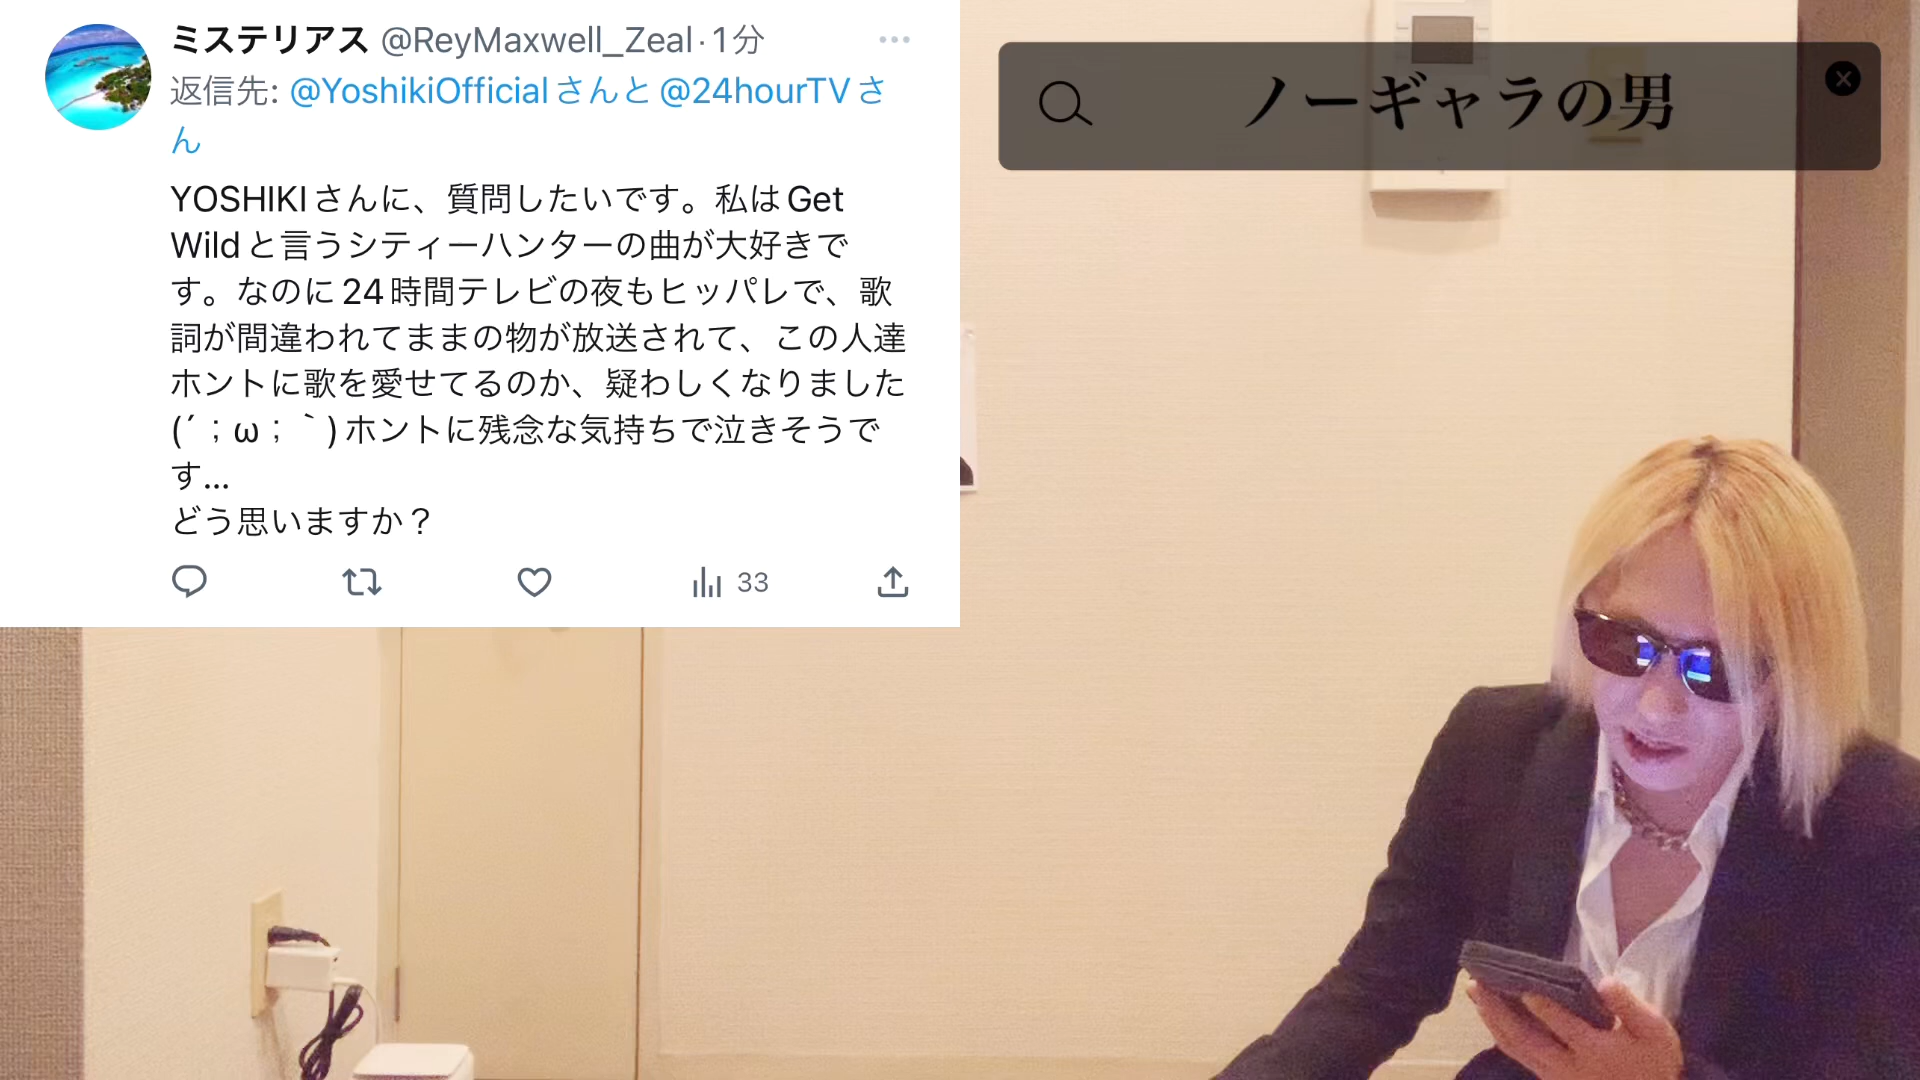 ミステリアス @ReyMaxwell_Zeal·1分
返信先: @YoshikiOfficialさんと@24hourTVさ
ん
YOSHIKIさんに、質問したいです。私はGet
Wildと言うシティーハンターの曲が大好きで
す。なのに24時間テレビの夜もヒッパレで、歌
詞が間違われてままの物が放送されて、この人達
ホントに歌を愛せてるのか、疑わしくなりました
(´；ω；｀)ホントに残念な気持ちで泣きそうで
す...
どう思いますか？
33
ノーギャラの男